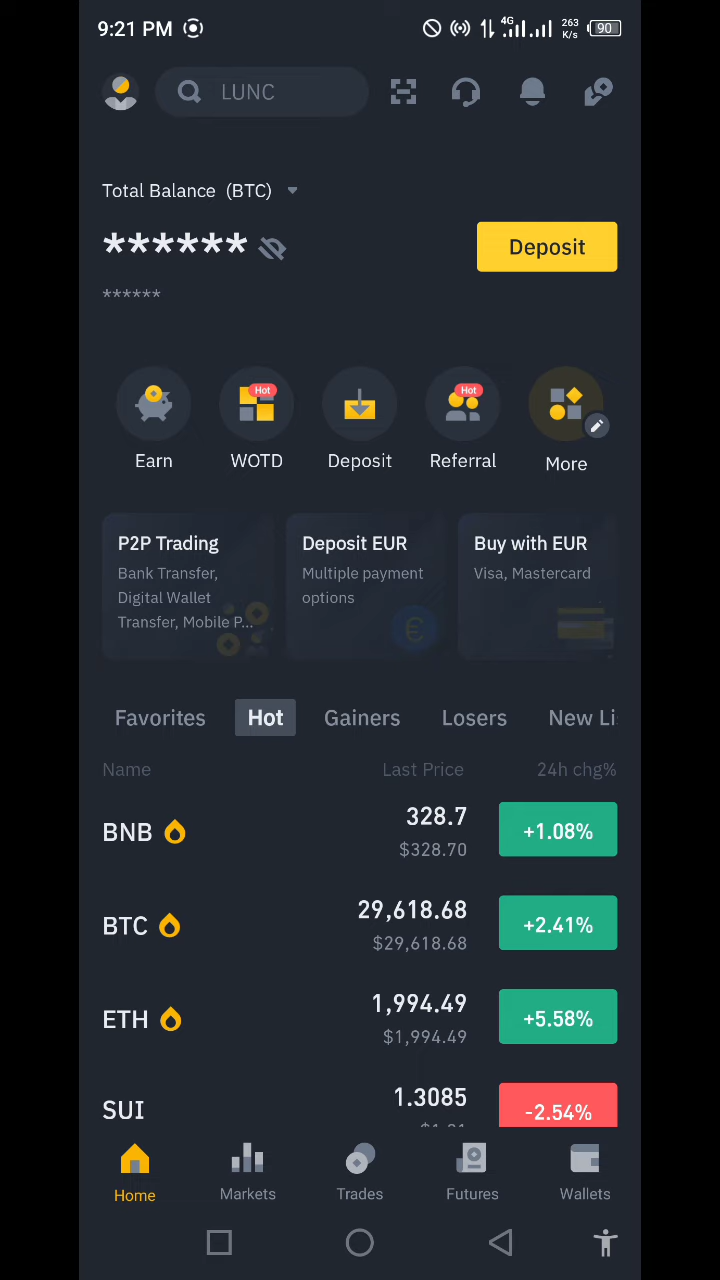 9:21 PM
4G
263
K/s
90
LUNC
Total Balance (BTC)
******
Deposit
******
Hot
Hot
Earn
WOTD
Deposit
Referral
More
P2P Trading
Bank Transfer,
Digital Wallet
Transfer, Mobile P...
Deposit EUR
Multiple payment
options
Buy with EUR
Visa, Mastercard
Favorites
Hot
Gainers
Losers
New Li
Name
Last Price
24h chg%
BNB
328.7
$328.70
+1.08%
BTC
29,618.68
$29,618.68
+2.41%
ETH
1,994.49
$1,994.49
+5.58%
SUI
1.3085
-2.54%
Home
Markets
Trades
Futures
Wallets